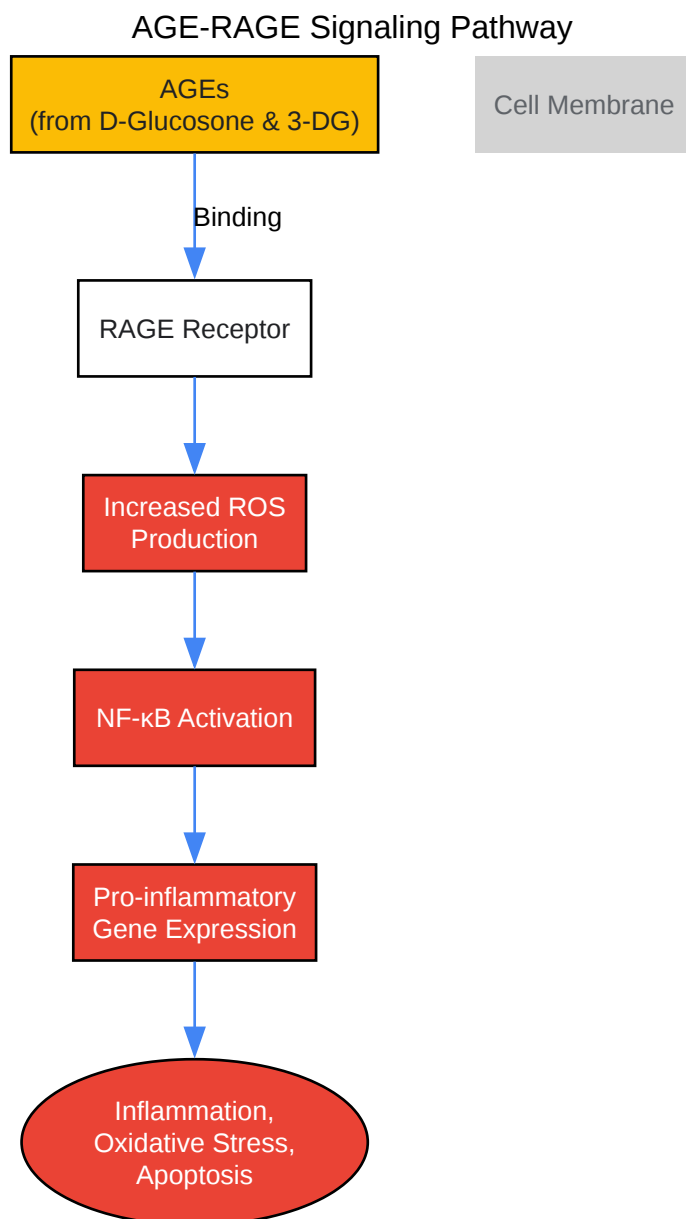 AGE-RAGE Signaling Pathway
AGEs
(from D-Glucosone & 3-DG)
Cell Membrane
Binding
RAGE Receptor
Increased ROS
Production
NF-κB Activation
Pro-inflammatory
Gene Expression
Inflammation,
Oxidative Stress,
Apoptosis